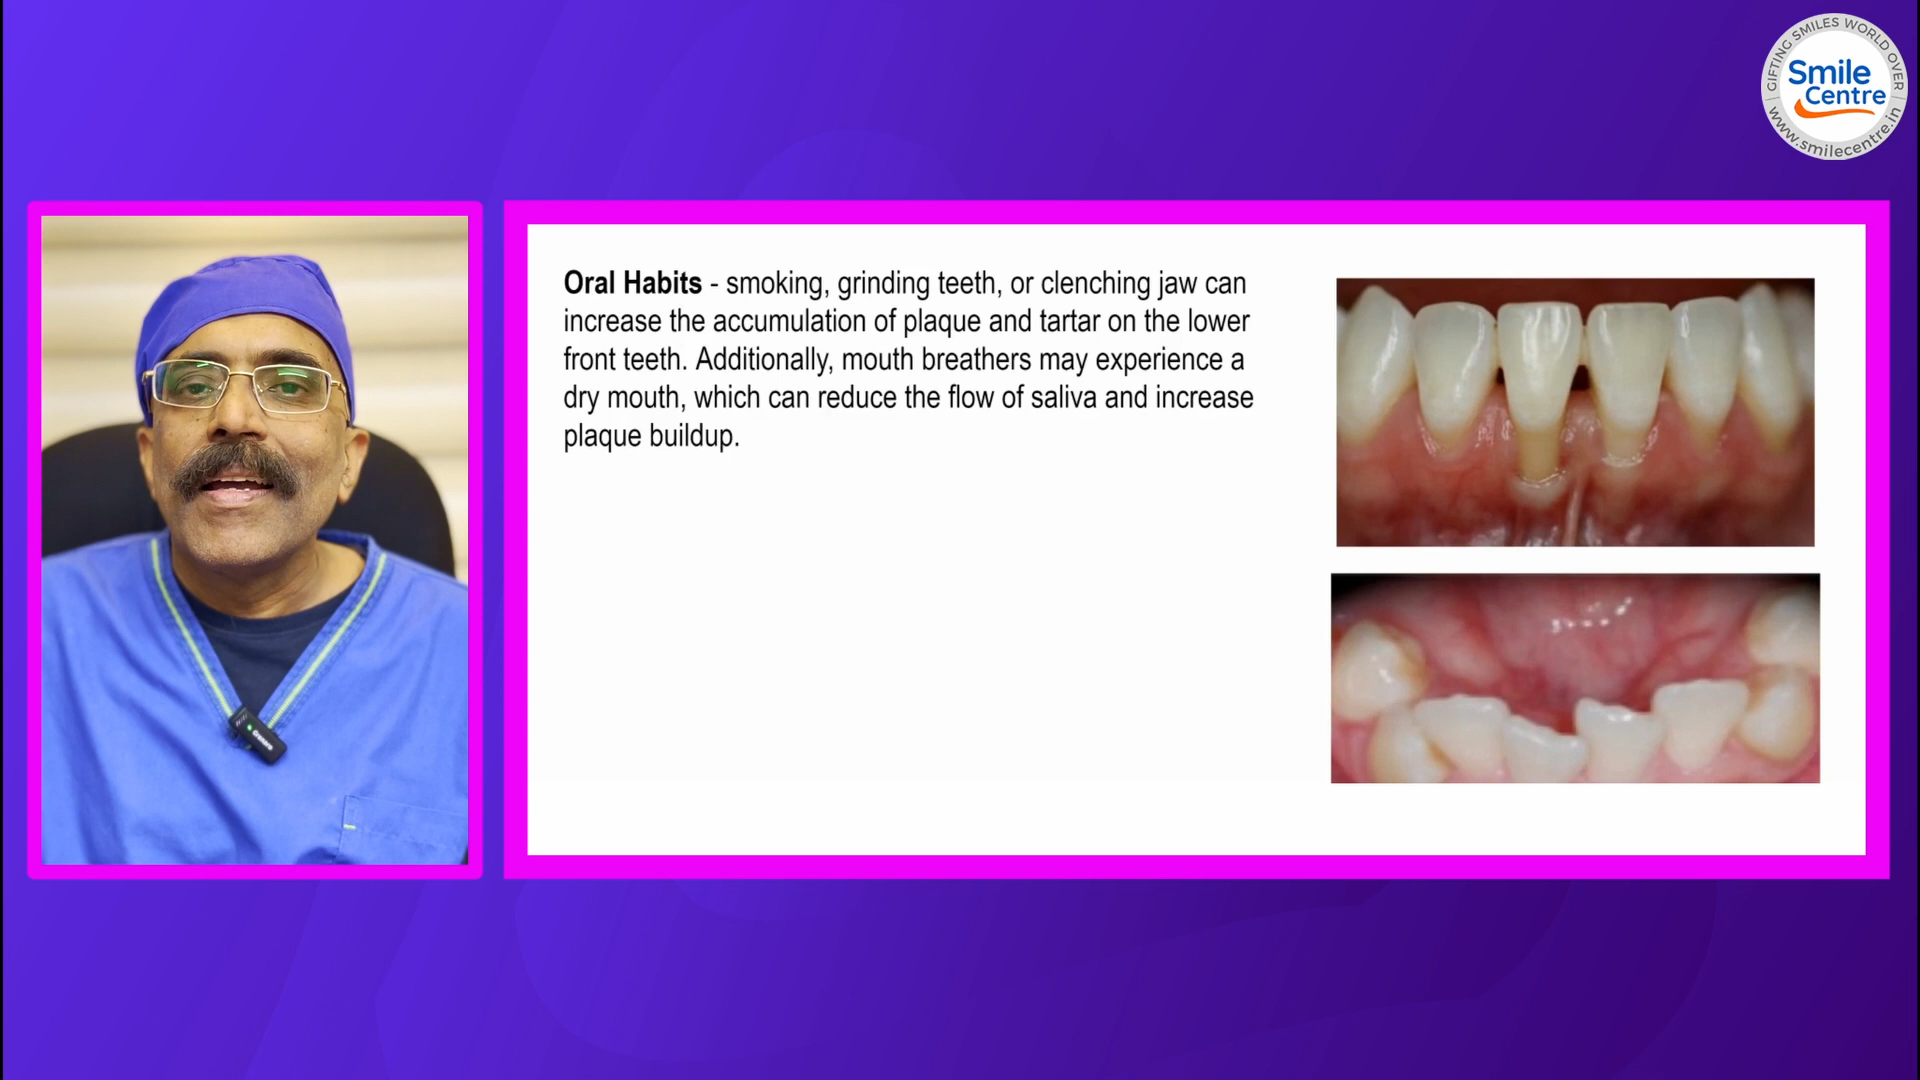 GIFTING SMILES WORLD OVER
Smile
Centre
www.smilecentre.in
Oral Habits - smoking, grinding teeth, or clenching jaw can
increase the accumulation of plaque and tartar on the lower
front teeth. Additionally, mouth breathers may experience a
dry mouth, which can reduce the flow of saliva and increase
plaque buildup.